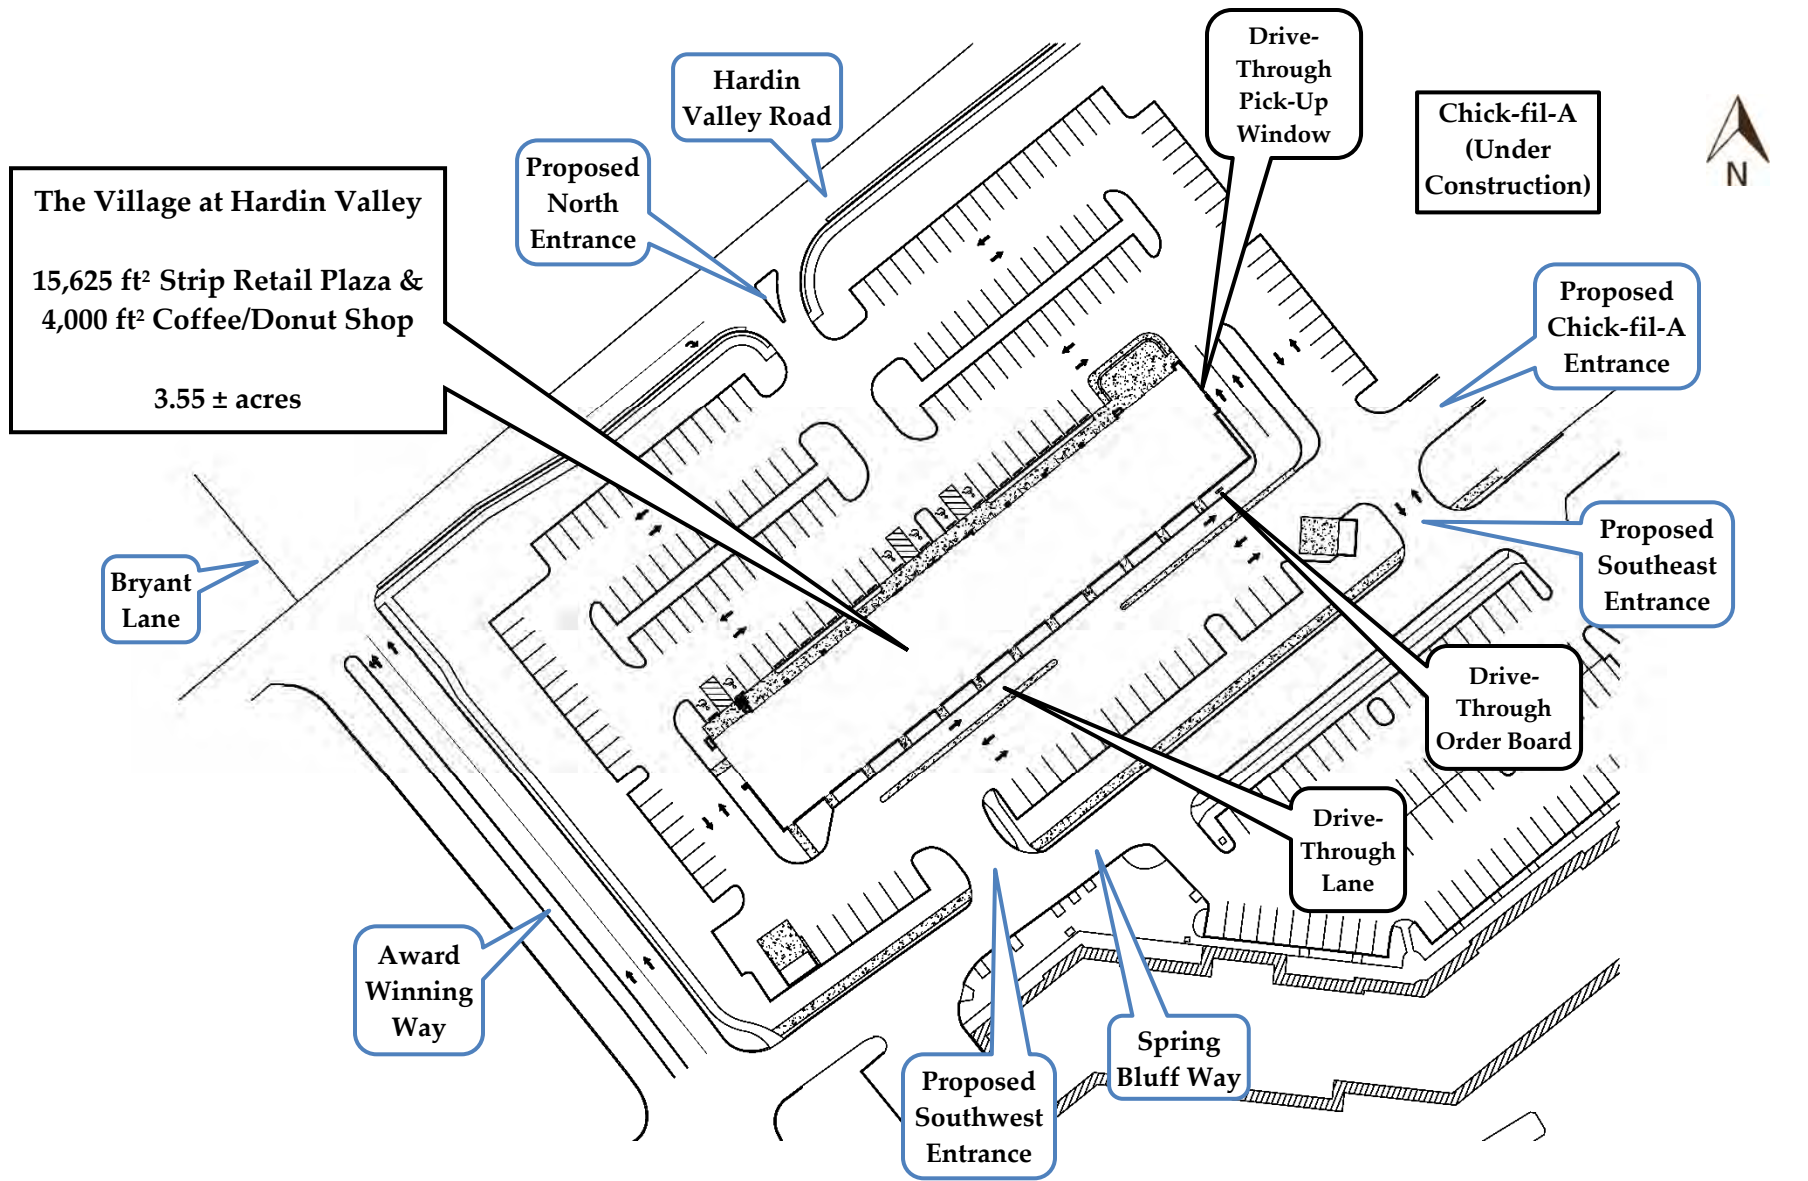 Drive-
Through
Pick-Up
Window
Hardin
Valley Road
Chick-fil-A
(Under
Construction)
N
Proposed
North
Entrance
The Village at Hardin Valley
15,625 ft² Strip Retail Plaza &
4,000 ft² Coffee/Donut Shop
3.55 ± acres
Proposed
Chick-fil-A
Entrance
Proposed
Southeast
Entrance
Bryant
Lane
Drive-
Through
Order Board
Drive-
Through
Lane
Award
Winning
Way
Spring
Bluff Way
Proposed
Southwest
Entrance